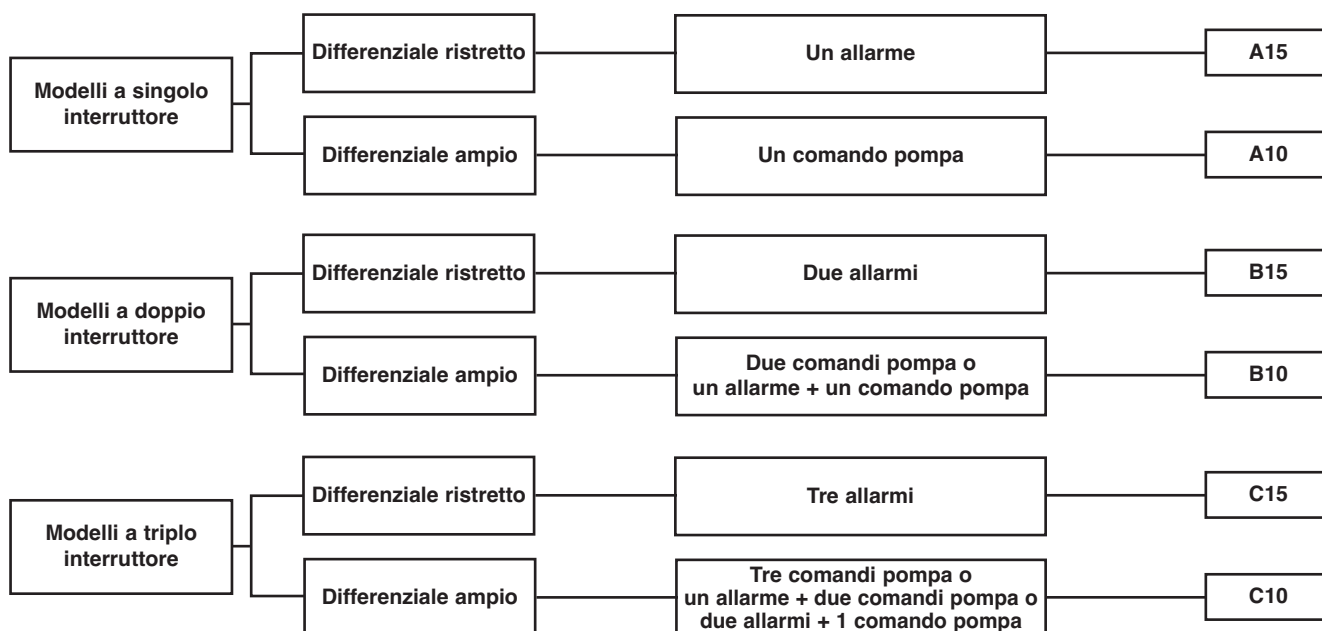 Modelli a singolo
interruttore
Differenziale ristretto
Un allarme
A15
Differenziale ampio
Un comando pompa
A10
Modelli a doppio
interruttore
Differenziale ristretto
Due allarmi
B15
Differenziale ampio
Due comandi pompa o
un allarme + un comando pompa
B10
Modelli a triplo
interruttore
Differenziale ristretto
Tre allarmi
C15
Differenziale ampio
Tre comandi pompa o
un allarme + due comandi pompa o
due allarmi + 1 comando pompa
C10